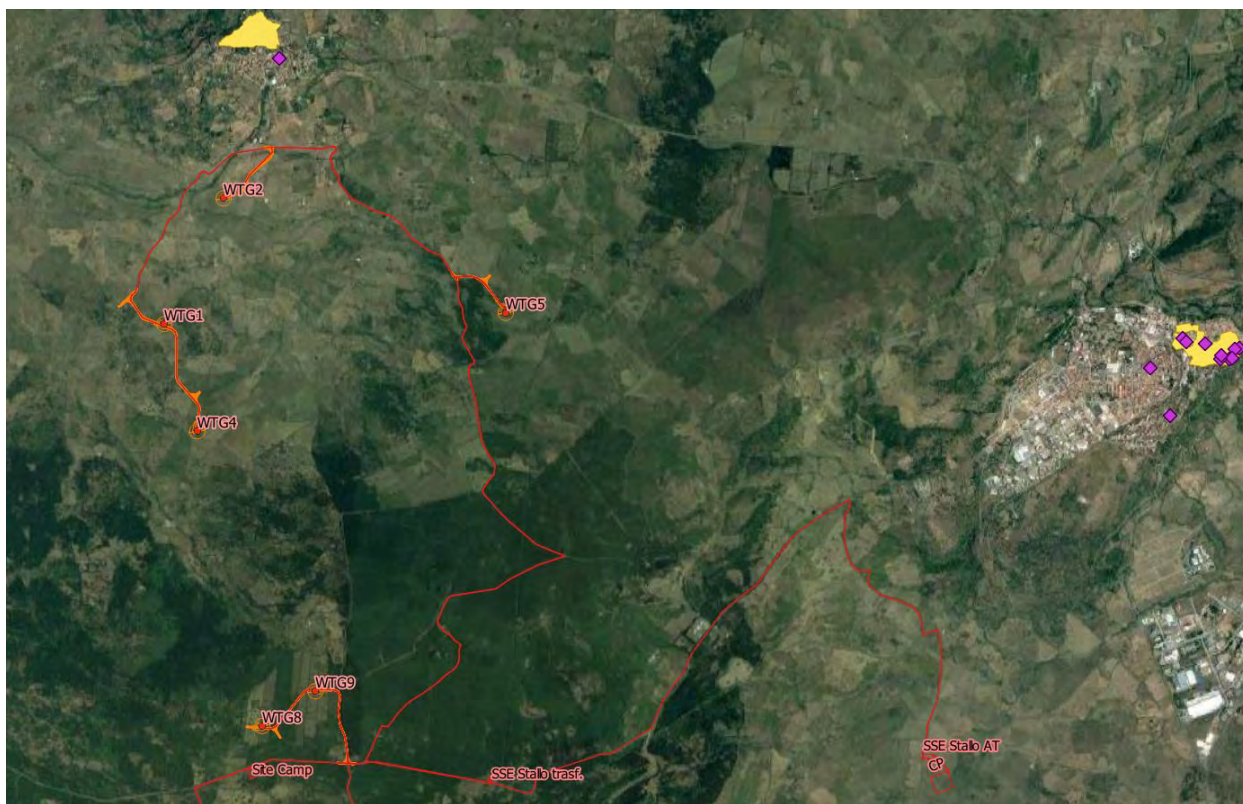 WTG2
WTG5
WTG1
WTG4
WTG9
WTG8
Site Camp
SSE Stallo trasf.
SSE Stallo AT
CP